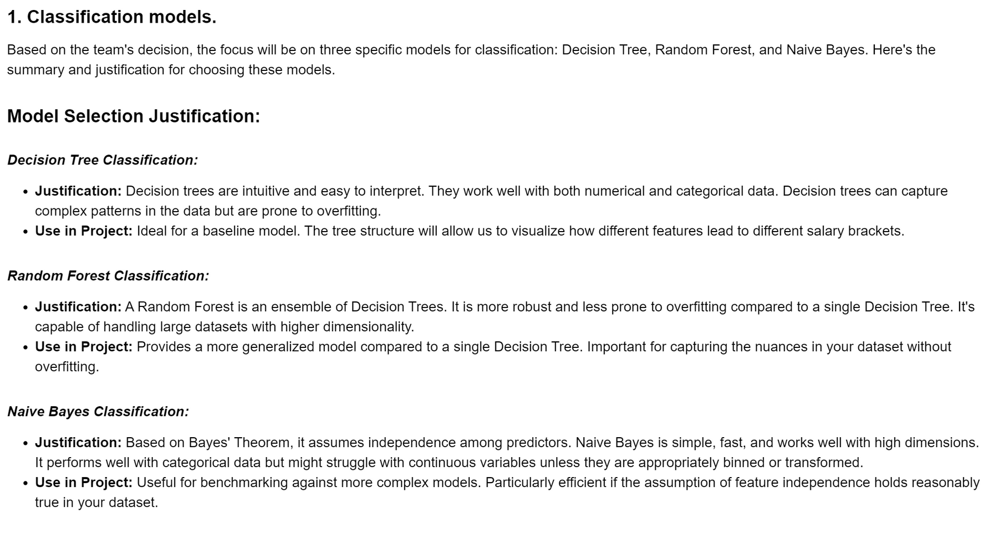 1. Classification models.
Based on the team's decision, the focus will be on three specific models for classification: Decision Tree, Random Forest, and Naive Bayes. Here's the
summary and justification for choosing these models.
Model Selection Justification:
Decision Tree Classification:
• Justification: Decision trees are intuitive and easy to interpret. They work well with both numerical and categorical data. Decision trees can capture
complex patterns in the data but are prone to overfitting.
• Use in Project: Ideal for a baseline model. The tree structure will allow us to visualize how different features lead to different salary brackets.
Random Forest Classification:
• Justification: A Random Forest is an ensemble of Decision Trees. It is more robust and less prone to overfitting compared to a single Decision Tree. It's
capable of handling large datasets with higher dimensionality.
• Use in Project: Provides a more generalized model compared to a single Decision Tree. Important for capturing the nuances in your dataset without
overfitting.
Naive Bayes Classification:
• Justification: Based on Bayes' Theorem, it assumes independence among predictors. Naive Bayes is simple, fast, and works well with high dimensions.
It performs well with categorical data but might struggle with continuous variables unless they are appropriately binned or transformed.
• Use in Project: Useful for benchmarking against more complex models. Particularly efficient if the assumption of feature independence holds reasonably
true in your dataset.